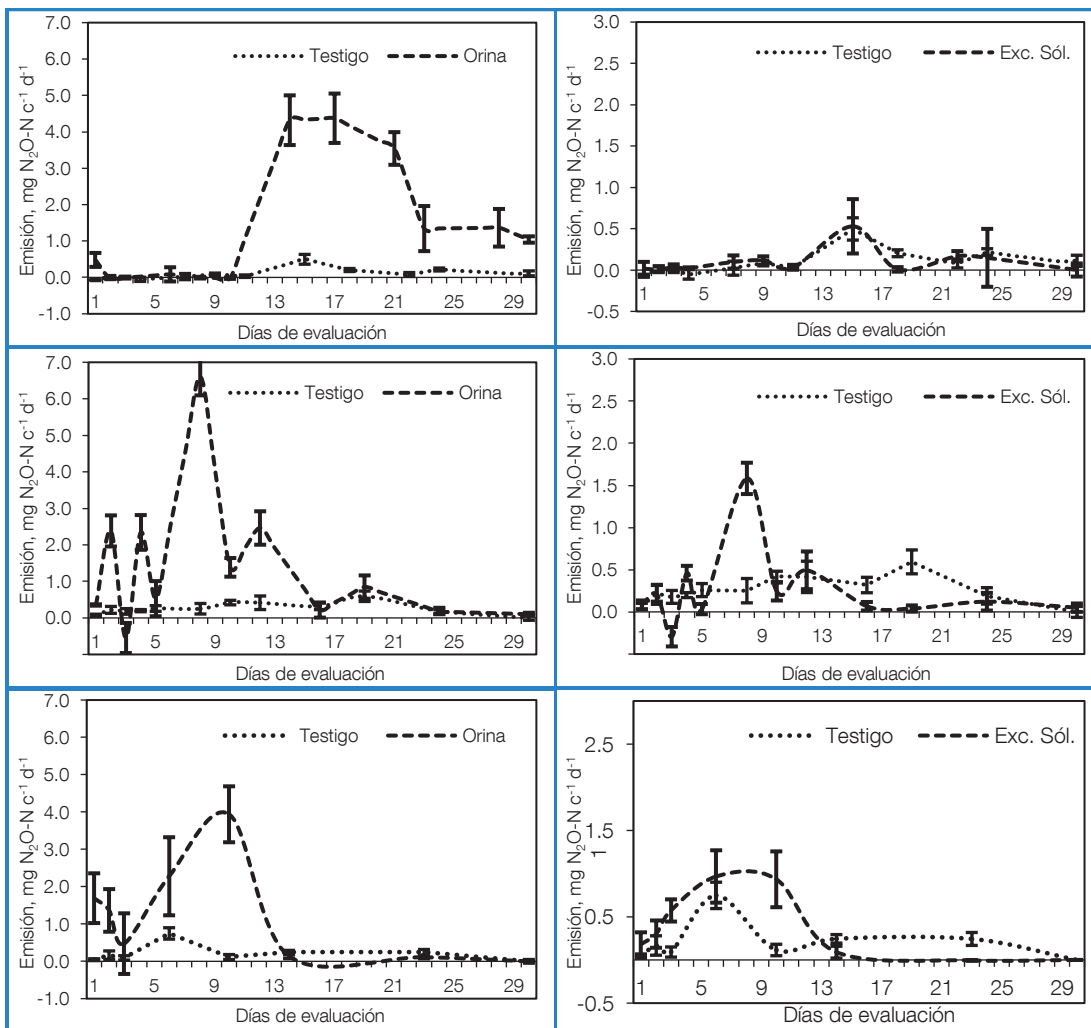 Emisión, mg N₂O-N c⁻¹ d⁻¹
7.0
6.0
5.0
4.0
3.0
2.0
1.0
0.0
-1.0
Testigo Orina
1 5 9 13 17 21 25 29
Días de evaluación
Emisión, mg N₂O-N c⁻¹ d⁻¹
3.0
2.5
2.0
1.5
1.0
0.5
0.0
-0.5
Testigo Exc. Sól.
1 5 9 13 17 21 25 29
Días de evaluación
Emisión, mg N₂O-N c⁻¹ d⁻¹
7.0
6.0
5.0
4.0
3.0
2.0
1.0
0.0
Testigo Orina
1 5 9 13 17 21 25 29
Días de evaluación
Emisión, mg N₂O-N c⁻¹ d⁻¹
3.0
2.5
2.0
1.5
1.0
0.5
0.0
Testigo Exc. Sól.
1 5 9 13 17 21 25 29
Días de evaluación
Emisión, mg N₂O-N c⁻¹ d⁻¹
7.0
6.0
5.0
4.0
3.0
2.0
1.0
0.0
-1.0
Testigo Orina
1 5 9 13 17 21 25 29
Días de evaluación
Emisión, mg N₂O-N c⁻¹ d⁻¹
2.5
1.5
1
0.5
-0.5
Testigo Exc. Sól.
1 5 9 13 17 21 25 29
Días de evaluación